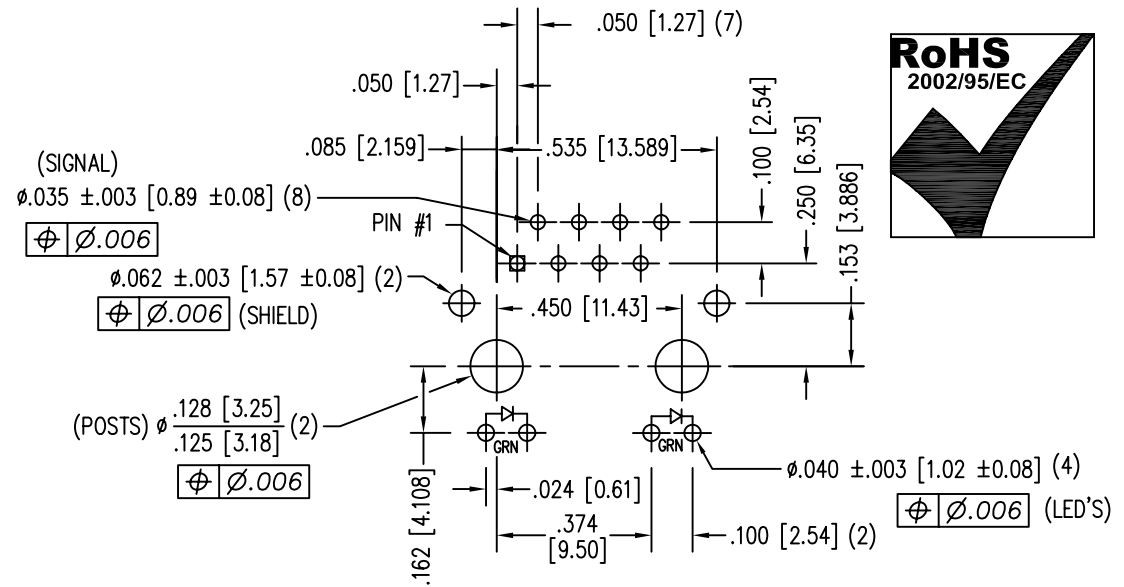 .050 [1.27] (7)
.050 [1.27]
.085 [2.159]
.535 [13.589]
.100 [2.54]
.250 [6.35]
.153 [3.886]
RoHS
2002/95/EC
(SIGNAL)
ø.035 ±.003 [0.89 ±0.08] (8)
⌖ Ø.006
PIN #1
ø.062 ±.003 [1.57 ±0.08] (2)
⌖ Ø.006 (SHIELD)
.450 [11.43]
(POSTS) ø .128 [3.25]
.125 [3.18] (2)
⌖ Ø.006
GRN
GRN
ø.040 ±.003 [1.02 ±0.08] (4)
⌖ Ø.006 (LED'S)
.024 [0.61]
.374
[9.50]
.100 [2.54] (2)
.162 [4.108]